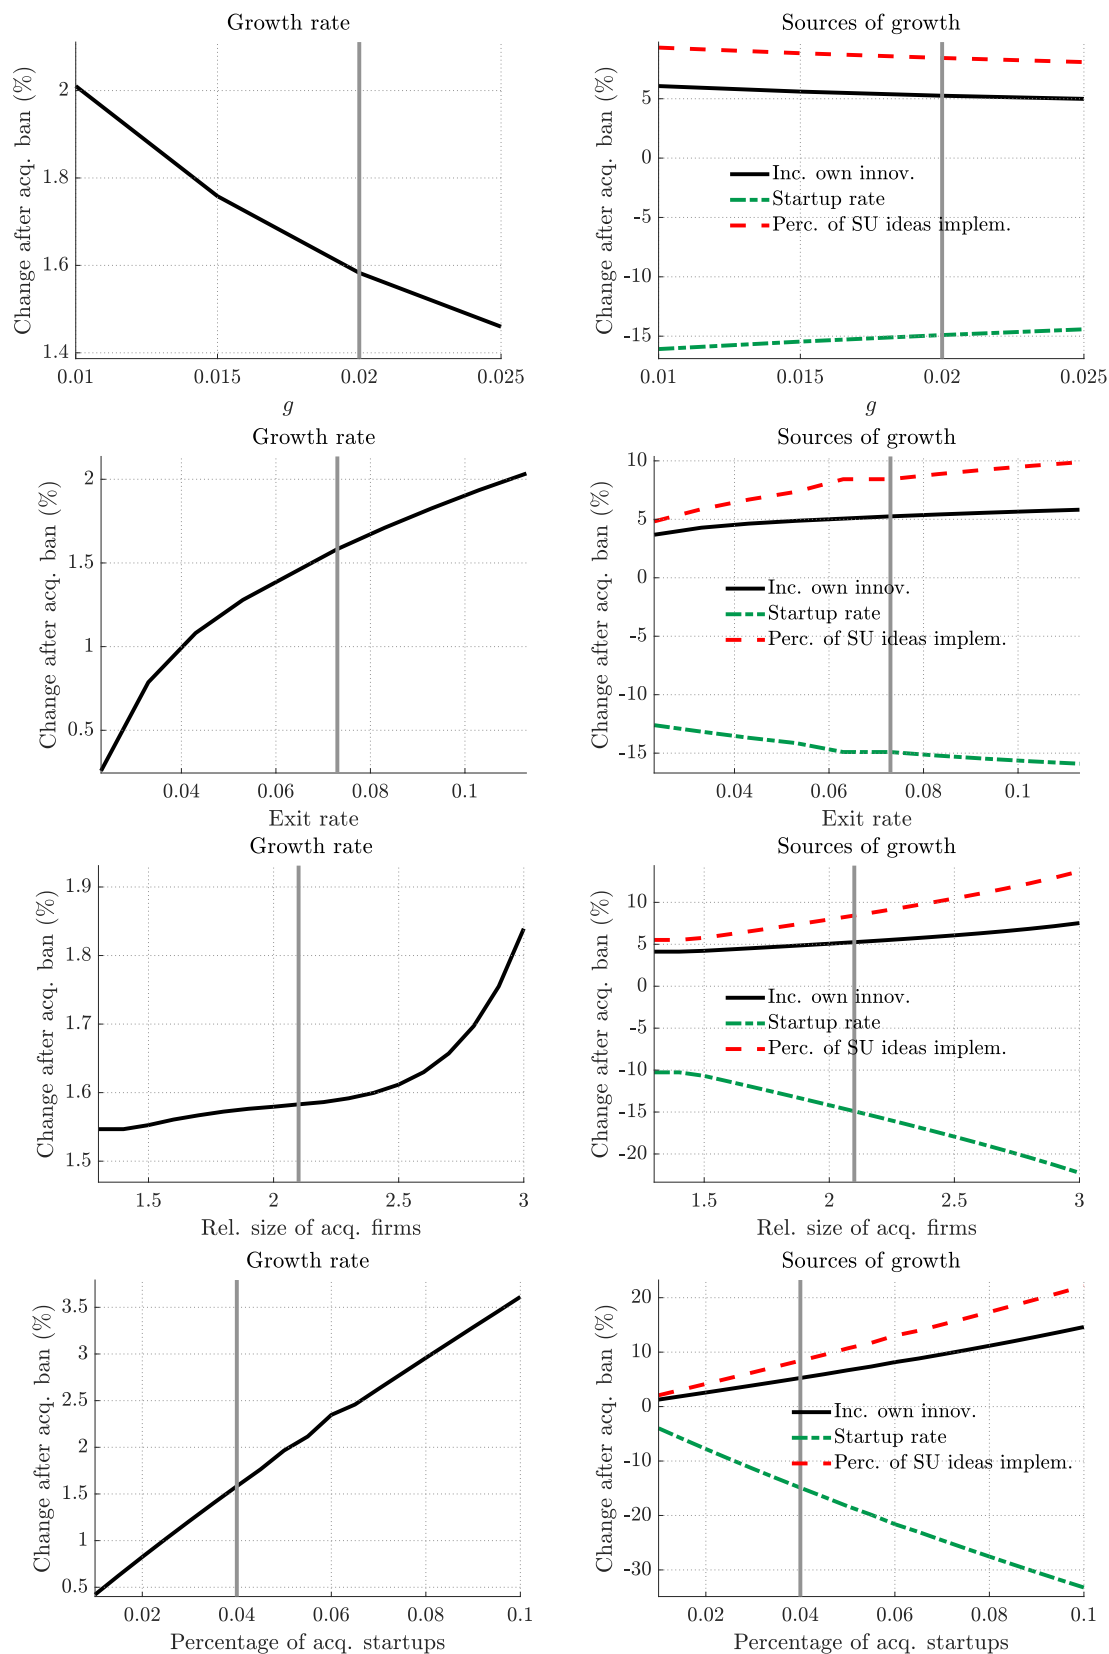 Growth rate
Change after acq. ban (%)
2
1.8
1.6
1.4
0.01
0.015
0.02
0.025
g
Sources of growth
Change after acq. ban (%)
5
0
-5
-10
-15
Inc. own innov.
Startup rate
Perc. of SU ideas implem.
0.01
0.015
0.02
0.025
g
Growth rate
Change after acq. ban (%)
2
1.5
1
0.5
0.04
0.06
0.08
0.1
Exit rate
Sources of growth
Change after acq. ban (%)
10
5
0
-5
-10
-15
Inc. own innov.
Startup rate
Perc. of SU ideas implem.
0.04
0.06
0.08
0.1
Exit rate
Growth rate
Change after acq. ban (%)
1.9
1.8
1.7
1.6
1.5
1.5
2
2.5
3
Rel. size of acq. firms
Sources of growth
Change after acq. ban (%)
10
5
0
-5
-10
-15
-20
Inc. own innov.
Startup rate
Perc. of SU ideas implem.
1.5
2
2.5
3
Rel. size of acq. firms
Growth rate
Change after acq. ban (%)
3.5
3
2.5
2
1.5
1
0.5
0.02
0.04
0.06
0.08
0.1
Percentage of acq. startups
Sources of growth
Change after acq. ban (%)
20
10
0
-10
-20
-30
Inc. own innov.
Startup rate
Perc. of SU ideas implem.
0.02
0.04
0.06
0.08
0.1
Percentage of acq. startups